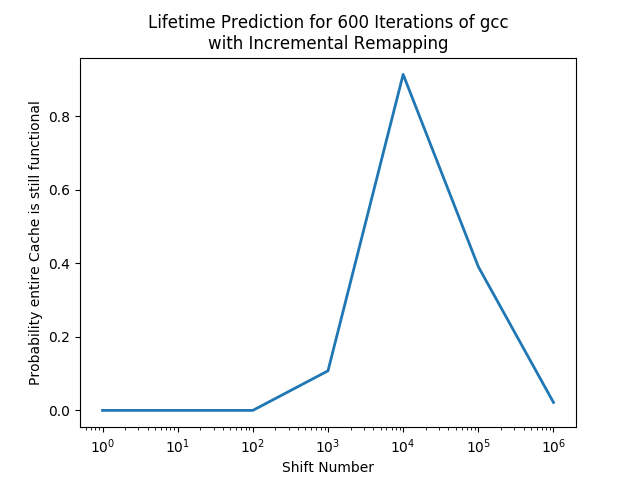 Lifetime Prediction for 600 Iterations of gcc
with Incremental Remapping
Probability entire Cache is still functional
0.8
0.6
0.4
0.2
0.0
10⁰ 10¹ 10² 10³ 10⁴ 10⁵ 10⁶
Shift Number